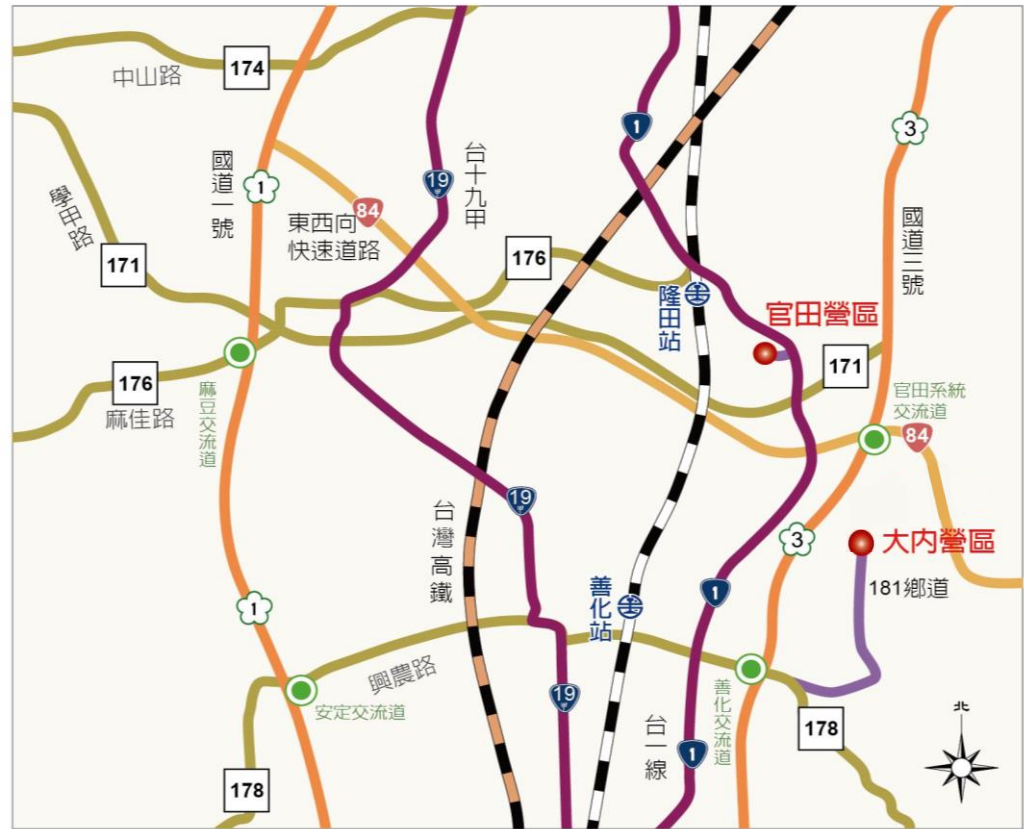 174
中山路
國道一號
1
台十九甲
19甲
1
3
國道三號
學甲路
84
東西向
快速道路
171
176
隆田站
官田營區
171
176
麻佳路
麻豆交流道
官田系統
交流道
84
台灣高鐵
19甲
3
大內營區
181鄉道
1
善化站
1
興農路
安定交流道
19甲
善化交流道
台一線
1
178
178
北